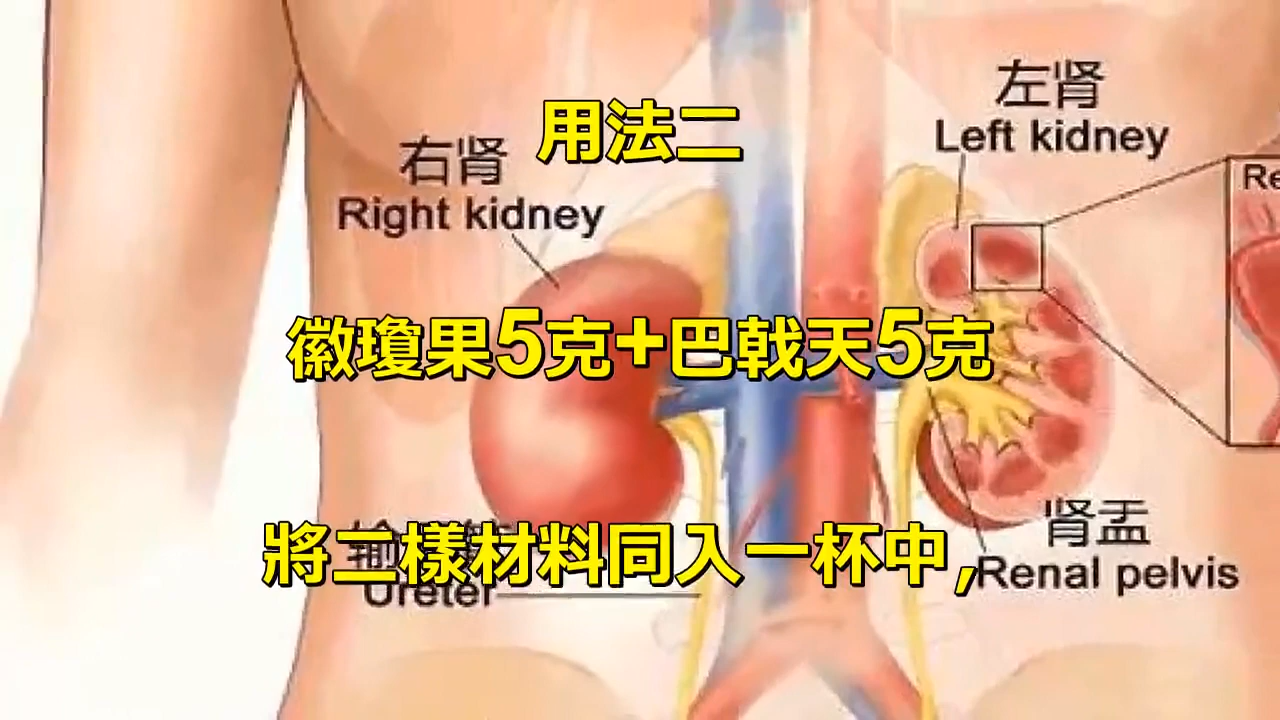 用法二
徽瓊果5克+巴戟天5克
將二樣材料同入一杯中,
右肾
Right kidney
左肾
Left kidney
Re
肾盂
Renal pelvis
Ureter